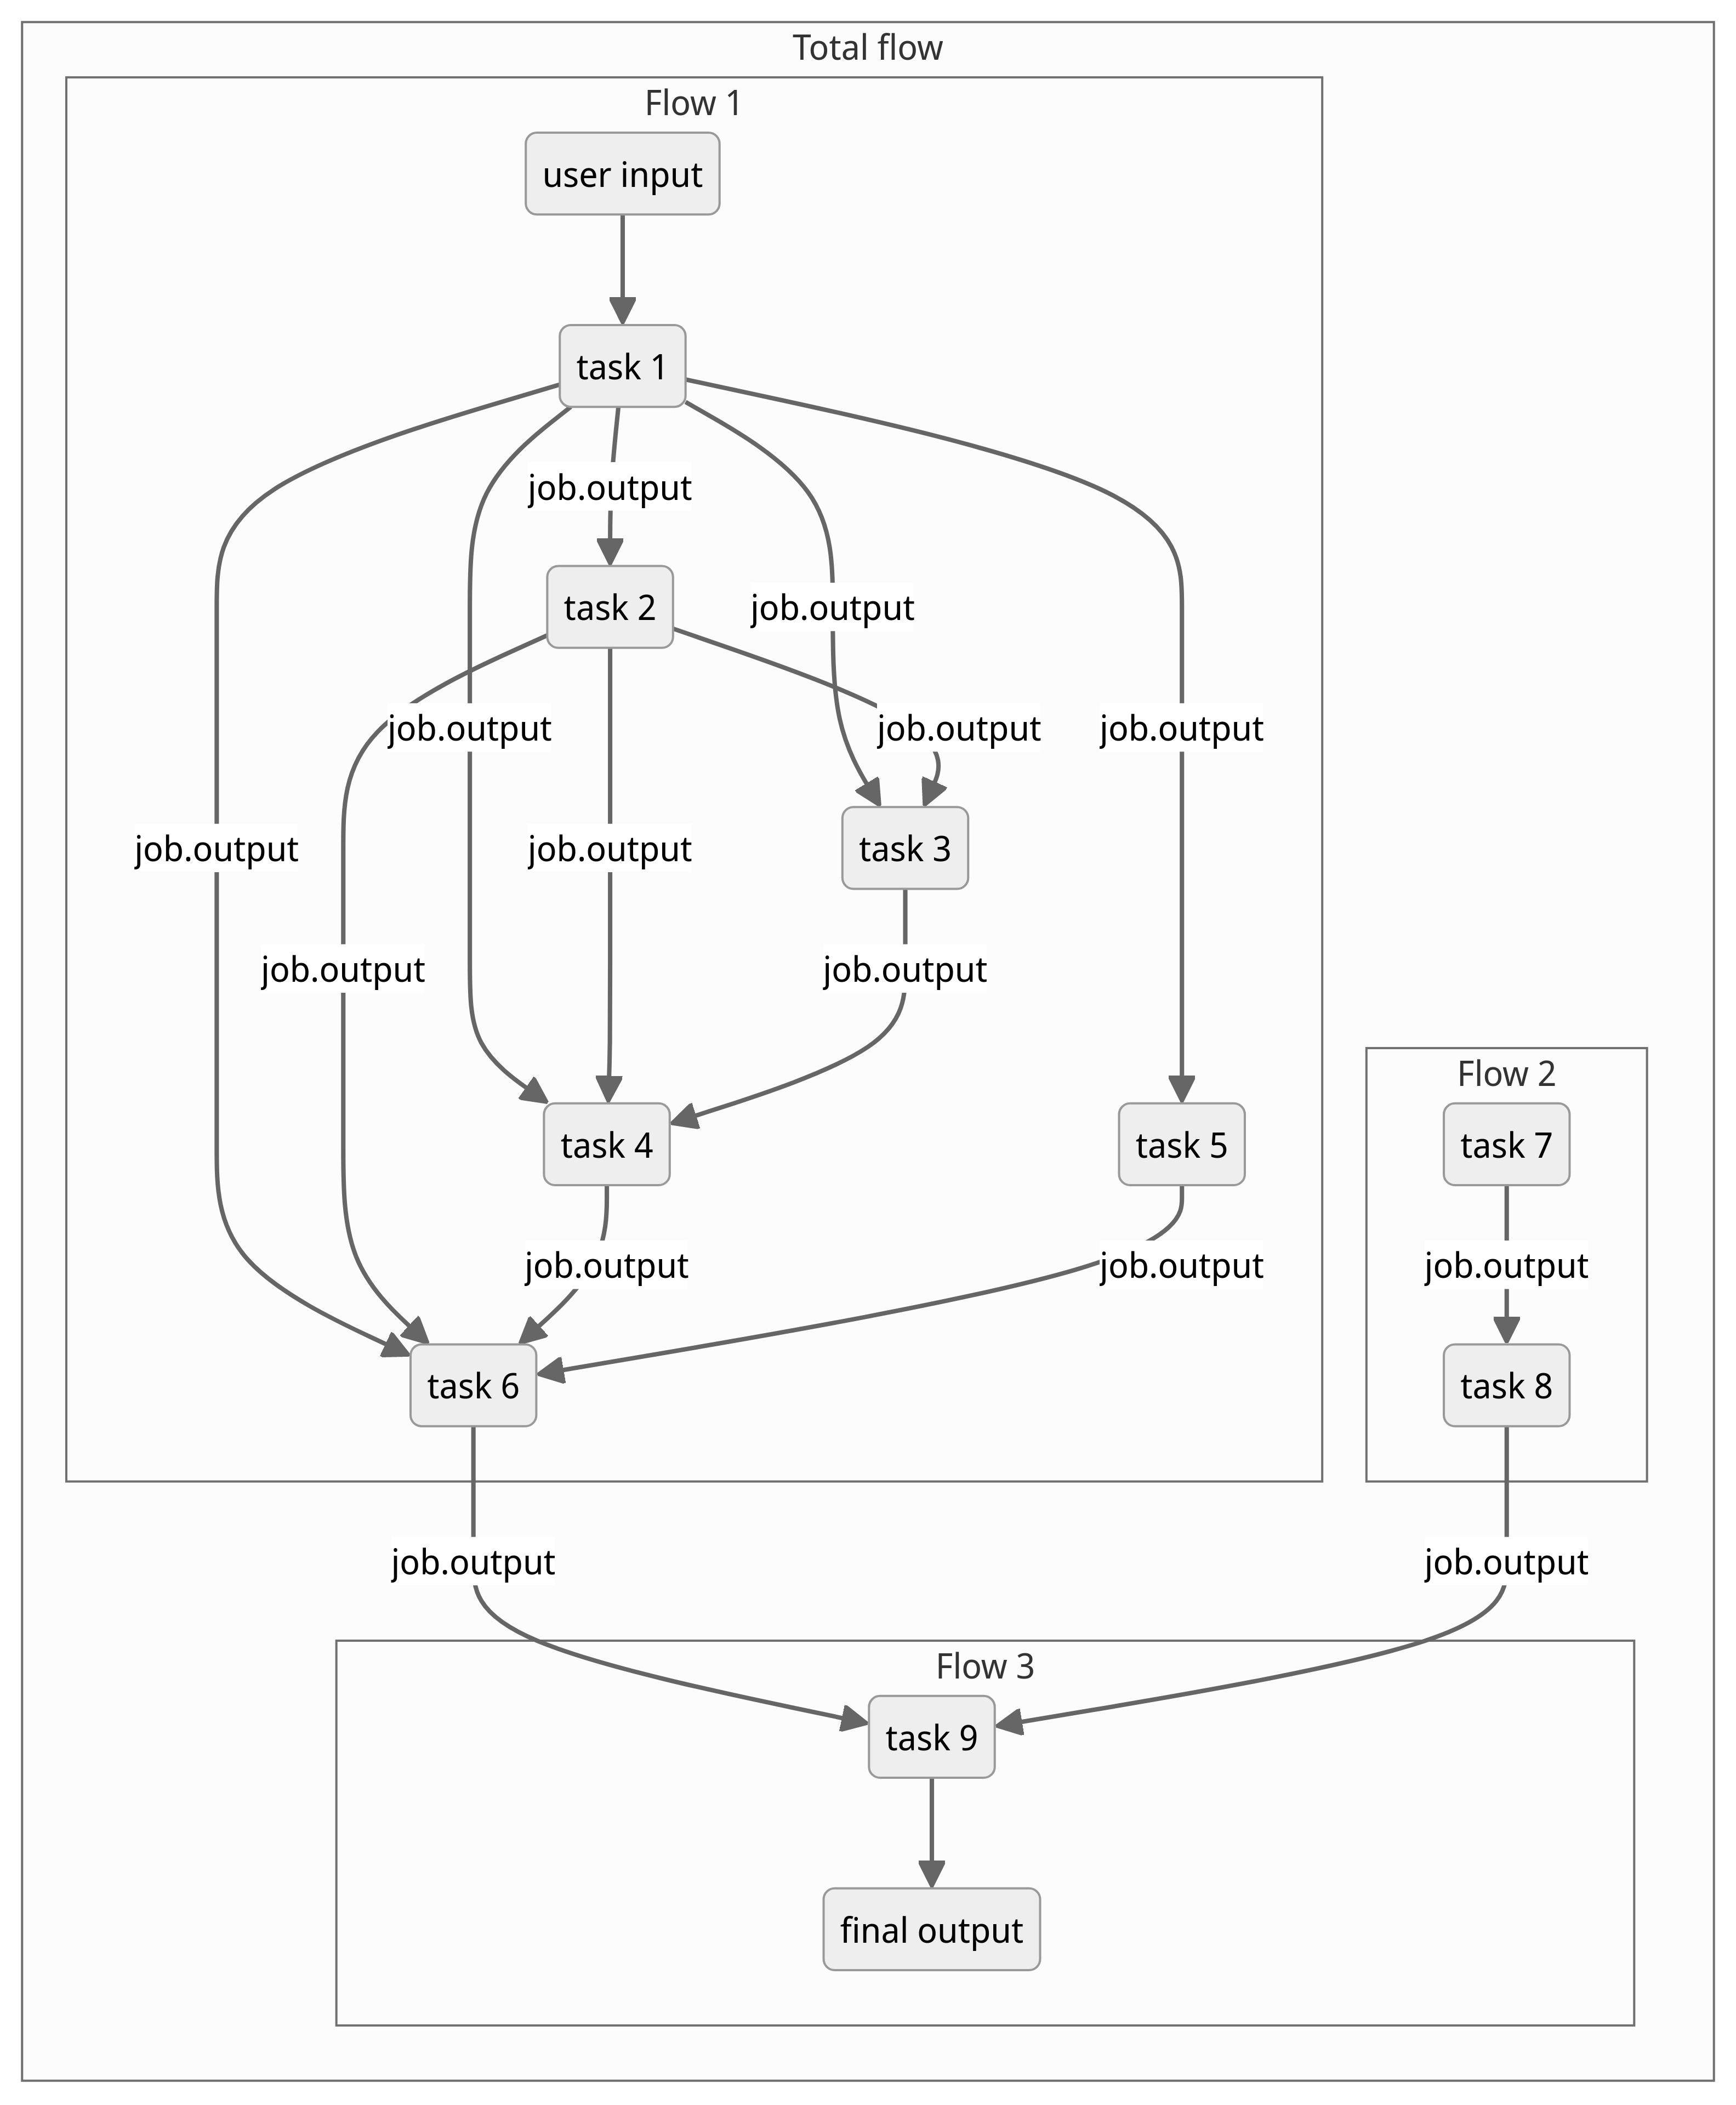 Total flow
Flow 1
user input
task 1
job.output
task 2
job.output
job.output
job.output
job.output
job.output
job.output
task 3
job.output
job.output
Flow 2
task 4
task 5
task 7
job.output
job.output
job.output
task 6
task 8
job.output
job.output
Flow 3
task 9
final output